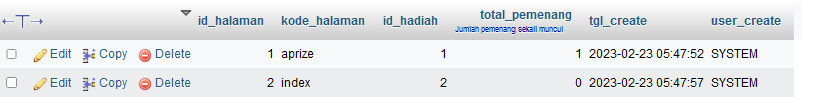 id_halaman kode_halaman id_hadiah total_pemenang tgl_create user_create
Jumlah pemenang sekali muncul
Edit Copy Delete 1 aprize 1 1 2023-02-23 05:47:52 SYSTEM
Edit Copy Delete 2 index 2 0 2023-02-23 05:47:57 SYSTEM